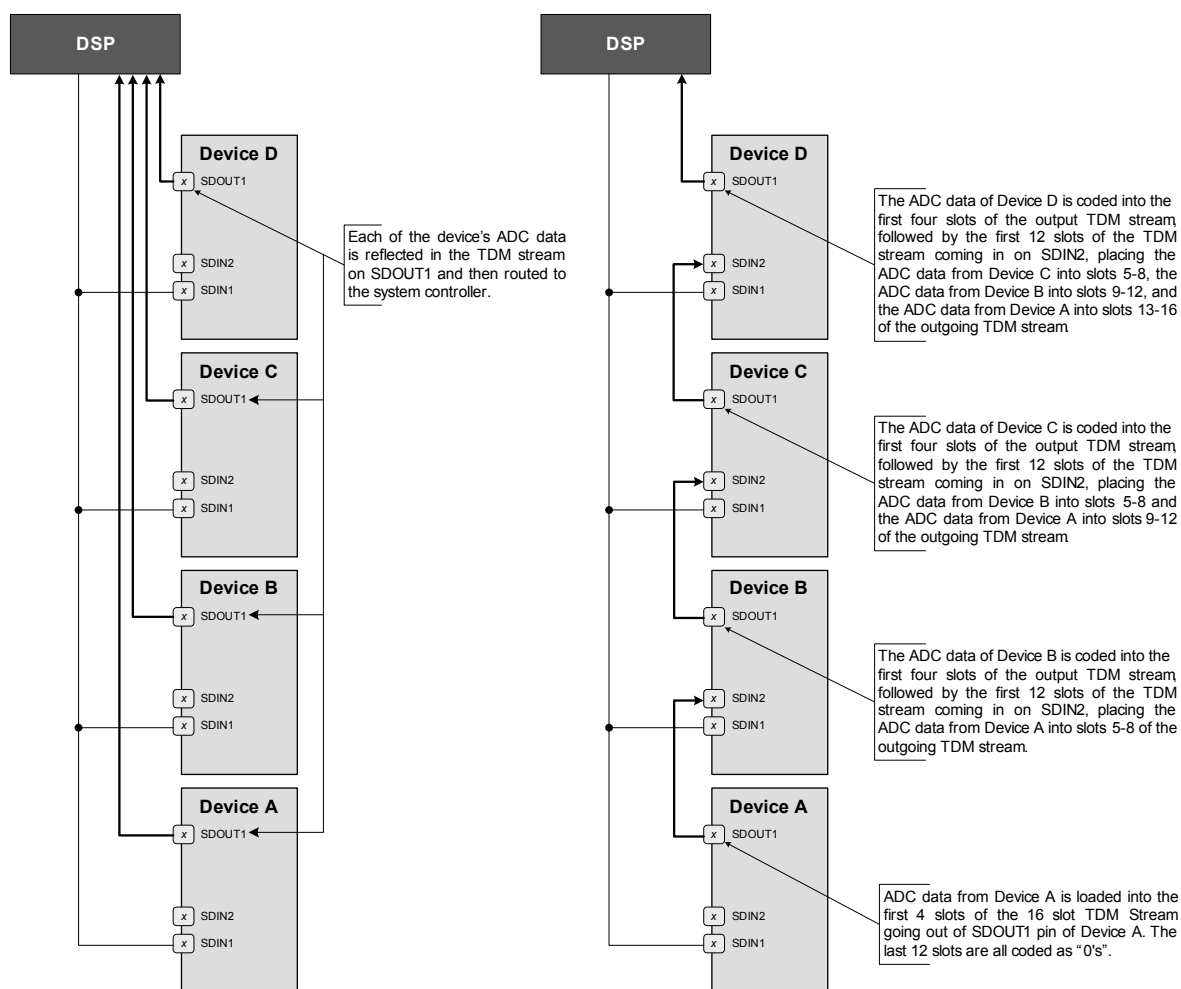 DSP
Device D
x SDOUT1
x SDIN2
x SDIN1
Each of the device's ADC data
is reflected in the TDM stream
on SDOUT1 and then routed to
the system controller.
Device C
x SDOUT1
x SDIN2
x SDIN1
Device B
x SDOUT1
x SDIN2
x SDIN1
Device A
x SDOUT1
x SDIN2
x SDIN1
DSP
Device D
x SDOUT1
x SDIN2
x SDIN1
The ADC data of Device D is coded into the
first four slots of the output TDM stream,
followed by the first 12 slots of the TDM
stream coming in on SDIN2, placing the
ADC data from Device C into slots 5-8, the
ADC data from Device B into slots 9-12, and
the ADC data from Device A into slots 13-16
of the outgoing TDM stream.
Device C
x SDOUT1
x SDIN2
x SDIN1
The ADC data of Device C is coded into the
first four slots of the output TDM stream,
followed by the first 12 slots of the TDM
stream coming in on SDIN2, placing the
ADC data from Device B into slots 5-8 and
the ADC data from Device A into slots 9-12
of the outgoing TDM stream.
Device B
x SDOUT1
x SDIN2
x SDIN1
The ADC data of Device B is coded into the
first four slots of the output TDM stream,
followed by the first 12 slots of the TDM
stream coming in on SDIN2, placing the
ADC data from Device A into slots 5-8 of the
outgoing TDM stream.
Device A
x SDOUT1
x SDIN2
x SDIN1
ADC data from Device A is loaded into the
first 4 slots of the 16 slot TDM Stream
going out of SDOUT1 pin of Device A. The
last 12 slots are all coded as “0's”.